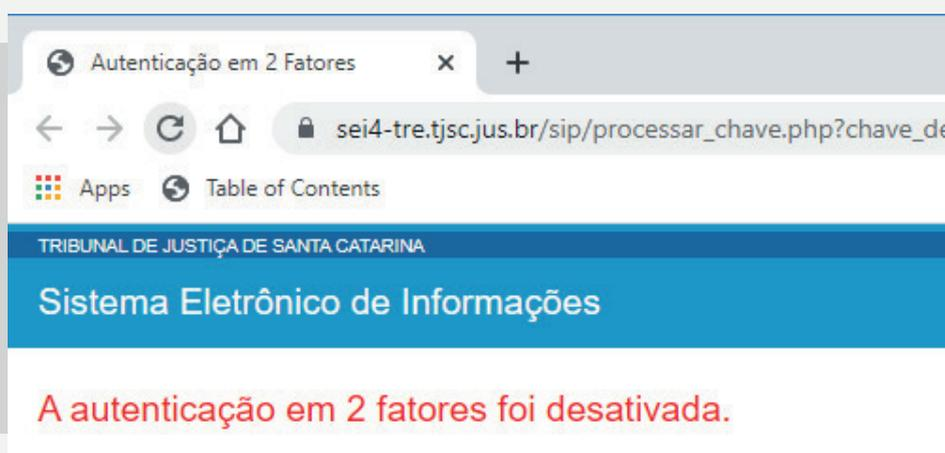 Autenticação em 2 Fatores
sei4-tre.tjsc.jus.br/sip/processar_chave.php?chave_de
Apps Table of Contents
TRIBUNAL DE JUSTIÇA DE SANTA CATARINA
Sistema Eletrônico de Informações
A autenticação em 2 fatores foi desativada.